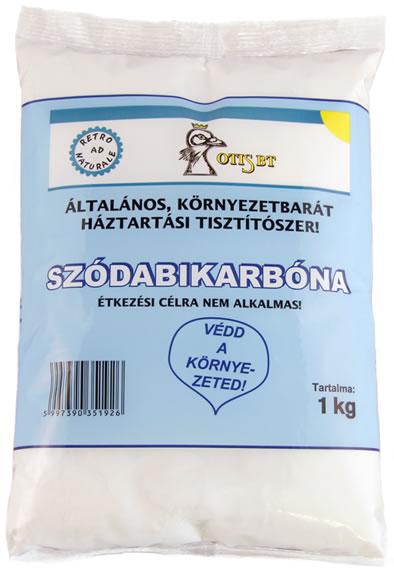 RETRO
AD
NATURALE
OTIS BT
ÁLTALÁNOS, KÖRNYEZETBARÁT
HÁZTARTÁSI TISZTÍTÓSZER!
SZÓDABIKARBÓNA
ÉTKEZÉSI CÉLRA NEM ALKALMAS!
VÉDD
A
KÖRNYE-
ZETED!
Tartalma:
1 kg
5 997390 351926